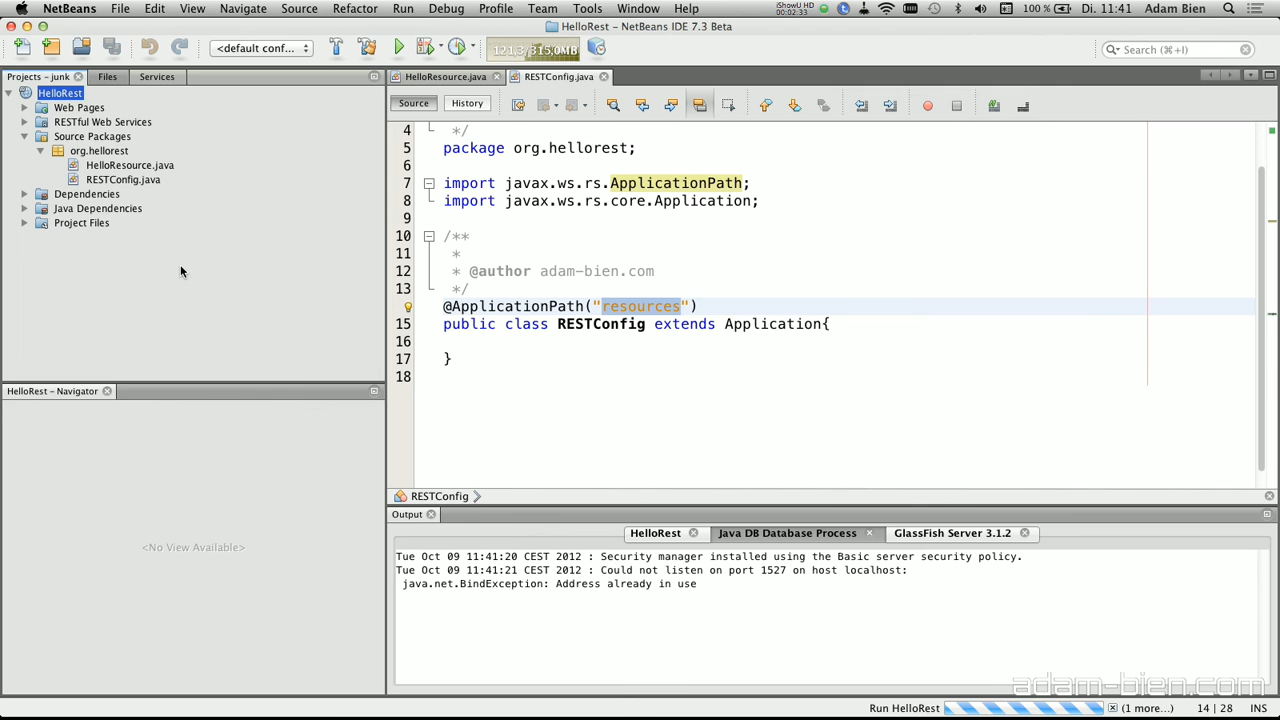 NetBeans File Edit View Navigate Source Refactor Run Debug Profile Team Tools Window Help iShowU HD 00:02:33 100 % Di. 11:41 Adam Bien
HelloRest – NetBeans IDE 7.3 Beta
<default conf... 121,3/315,0MB Search (⌘+I)
Projects – junk Files Services HelloResource.java RESTConfig.java
HelloRest
Web Pages
RESTful Web Services
Source Packages
org.hellorest
HelloResource.java
RESTConfig.java
Dependencies
Java Dependencies
Project Files
HelloRest – Navigator
<No View Available>
Source History
4 */
5 package org.hellorest;
6
7 import javax.ws.rs.ApplicationPath;
8 import javax.ws.rs.core.Application;
9
10 /**
11 *
12 * @author adam-bien.com
13 */
@ApplicationPath("resources")
15 public class RESTConfig extends Application{
16
17 }
18
RESTConfig
Output
HelloRest Java DB Database Process GlassFish Server 3.1.2
Tue Oct 09 11:41:20 CEST 2012 : Security manager installed using the Basic server security policy.
Tue Oct 09 11:41:21 CEST 2012 : Could not listen on port 1527 on host localhost:
java.net.BindException: Address already in use
adam-bien.com
Run HelloRest (1 more...) 14 | 28 INS